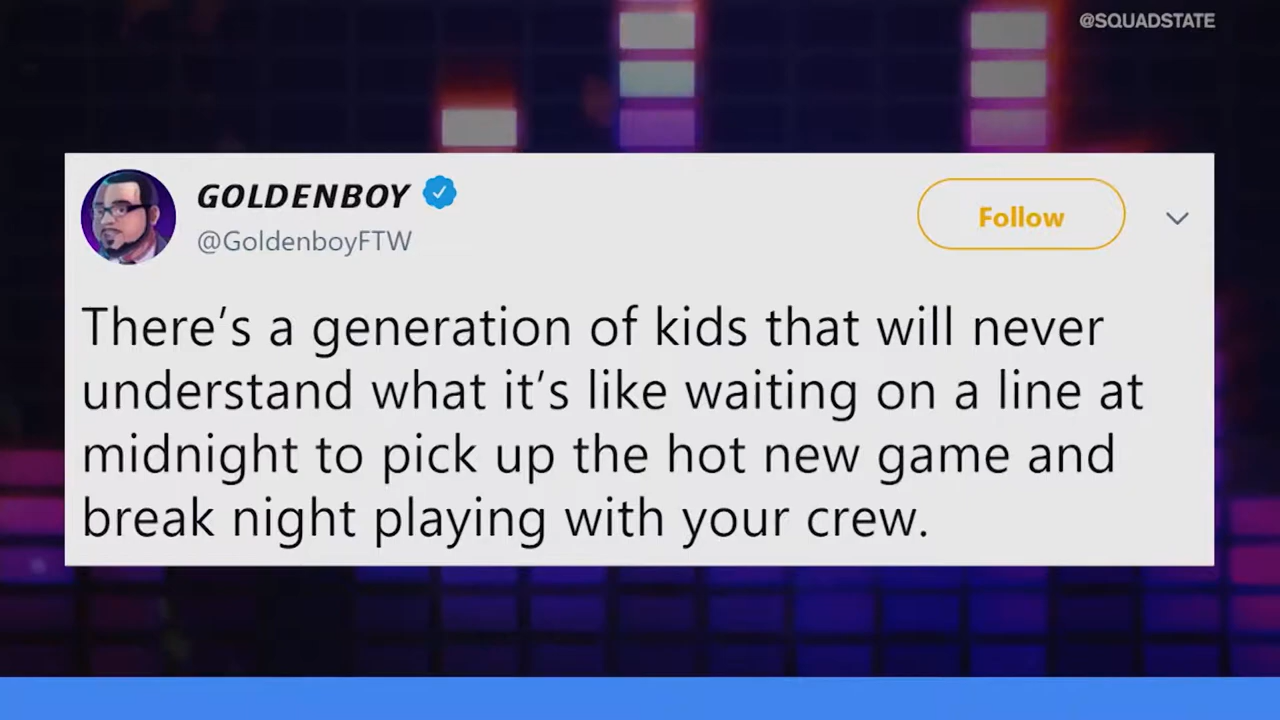 @SQUADSTATE
GOLDENBOY
@GoldenboyFTW
Follow
There's a generation of kids that will never
understand what it's like waiting on a line at
midnight to pick up the hot new game and
break night playing with your crew.